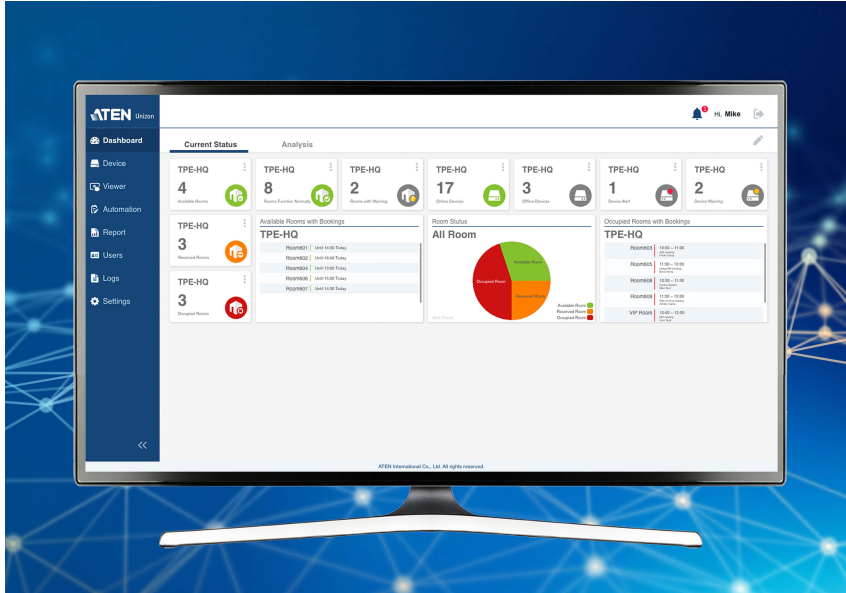 ATEN Unizon
1
Hi, Mike
Dashboard
Device
Viewer
Automation
Report
Users
Logs
Settings
<<
Current Status
Analysis
TPE-HQ
4
Available Rooms
TPE-HQ
8
Rooms Function Normally
TPE-HQ
2
Rooms with Warning
TPE-HQ
17
Online Devices
TPE-HQ
3
Offline Devices
TPE-HQ
1
Device Alert
TPE-HQ
2
Device Warning
TPE-HQ
3
Reserved Rooms
TPE-HQ
3
Occupied Rooms
Available Rooms with Bookings
TPE-HQ
Room601 Until 14:00 Today
Room602 Until 16:00 Today
Room604 Until 13:00 Today
Room606 Until 15:00 Today
Room607 Until 14:00 Today
Room Status
All Room
Available Room
Occupied Room
Reserved Room
Available Room
Reserved Room
Occupied Room
Occupied Rooms with Bookings
TPE-HQ
Room603 10:00 ~ 11:00
Room605 11:00 ~ 12:00
Room608 10:30 ~ 11:30
Room609 11:00 ~ 12:00
VIP Room 10:00 ~ 12:00
ATEN International Co., Ltd. All rights reserved.